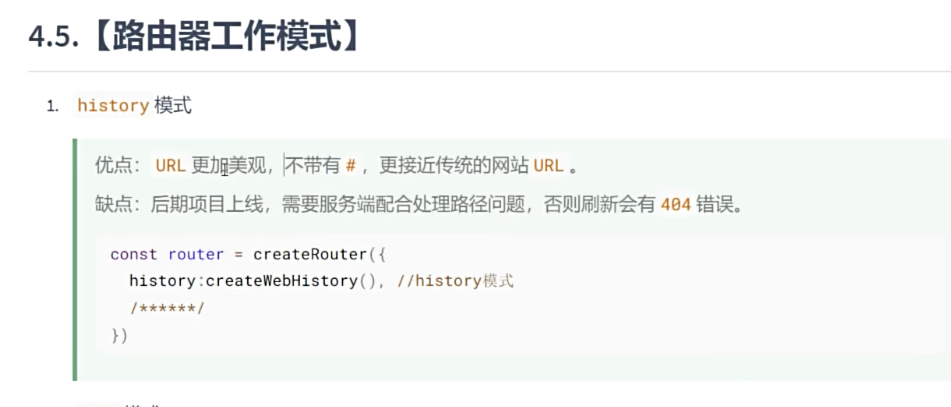 4.5.【路由器工作模式】
1. history 模式
优点： URL 更加美观，不带有 # ，更接近传统的网站 URL 。
缺点：后期项目上线，需要服务端配合处理路径问题，否则刷新会有 404 错误。
const router = createRouter({
  history:createWebHistory(), //history模式
  /******/
})